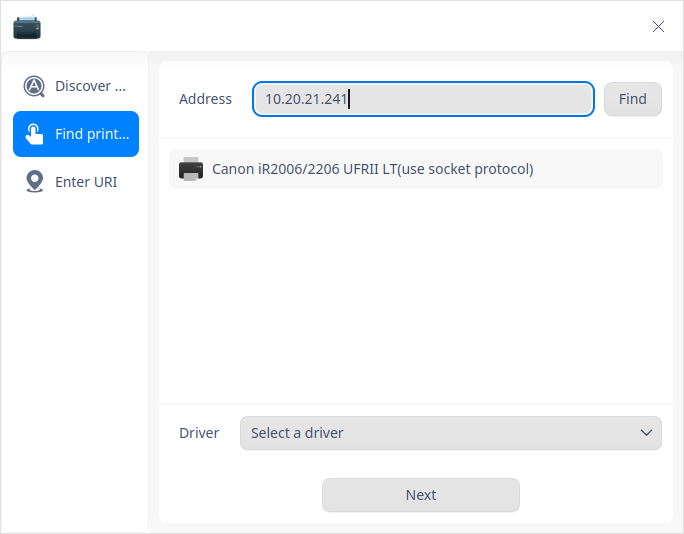 Discover ...
Find print...
Enter URI
Address
10.20.21.241
Find
Canon iR2006/2206 UFRII LT(use socket protocol)
Driver
Select a driver
Next